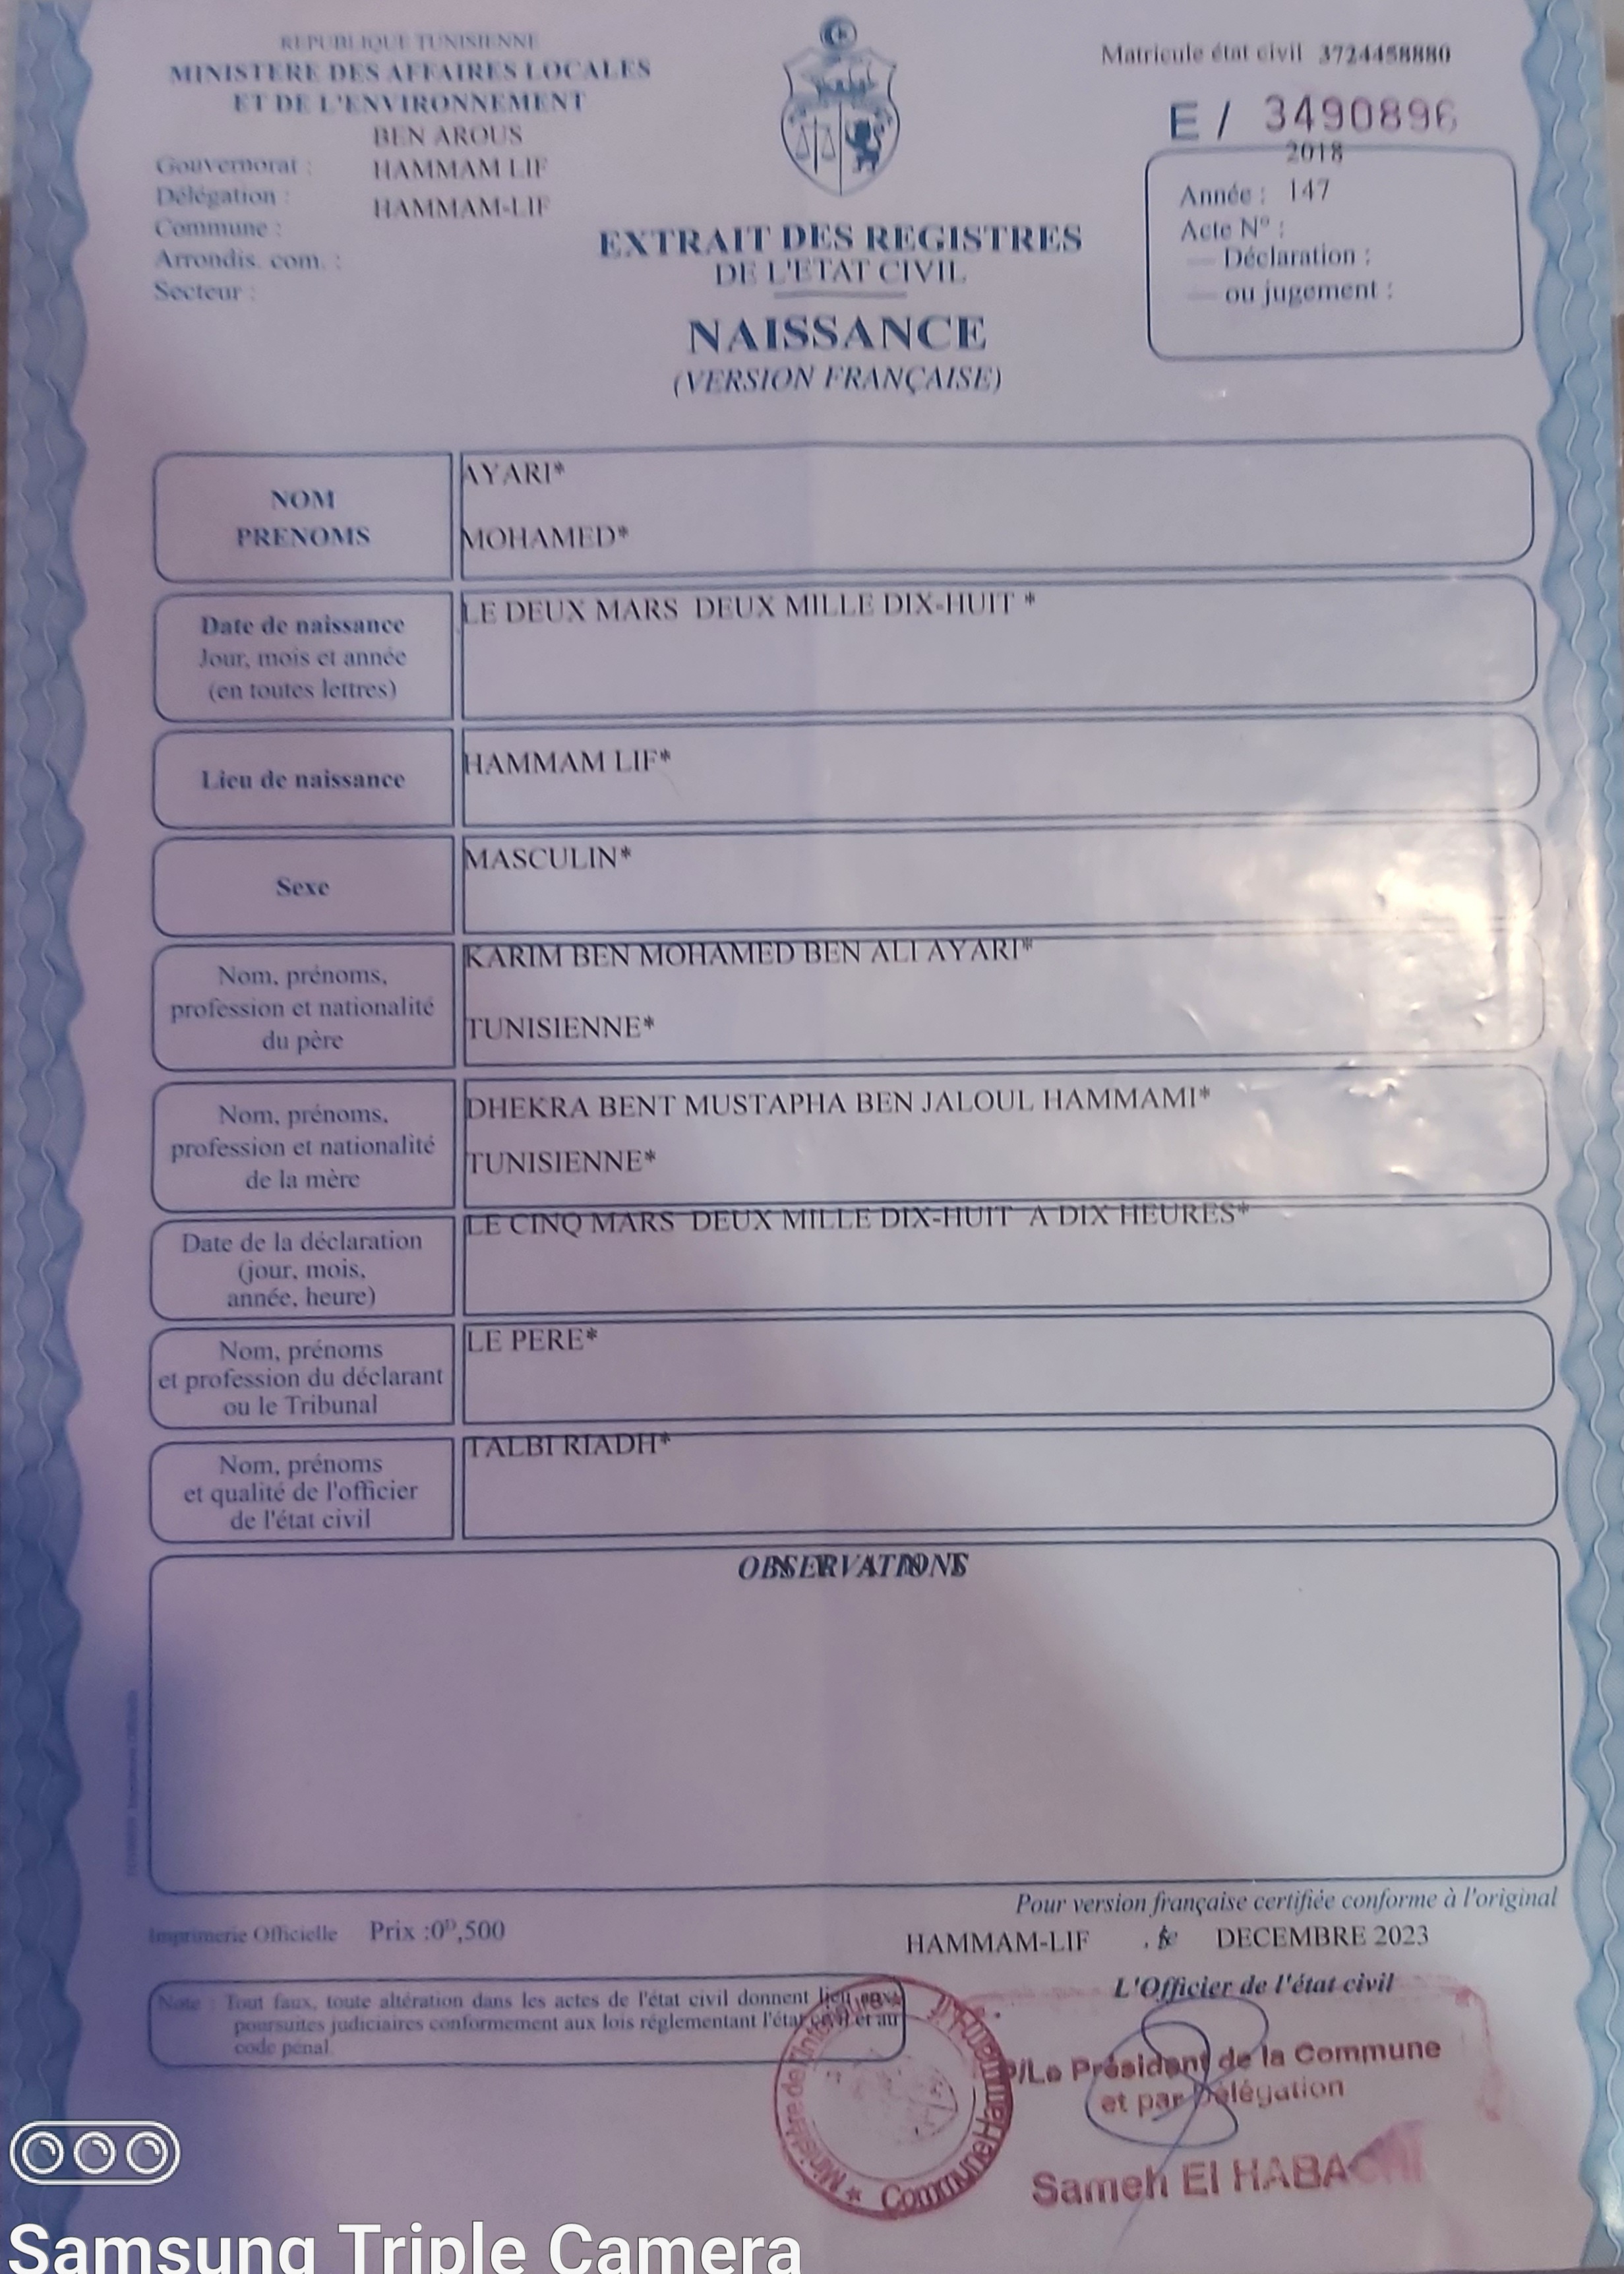 REPUBLIQUE TUNISIENNE
MINISTERE DES AFFAIRES LOCALES
ET DE L'ENVIRONNEMENT
BEN AROUS
Gouvernorat : HAMMAM LIF
Délégation :
HAMMAM-LIF
Commune :
Arrondis. com. :
Secteur :
Matricule état civil 3724458880
E / 3490896
2018
Année : 147
Acte N° :
Déclaration :
ou jugement :
EXTRAIT DES REGISTRES
DE L'ETAT CIVIL
NAISSANCE
(VERSION FRANÇAISE)
NOM
PRENOMS
AYARI*
MOHAMED*
Date de naissance
Jour, mois et année
(en toutes lettres)
LE DEUX MARS DEUX MILLE DIX-HUIT *
Lieu de naissance
HAMMAM LIF*
Sexe
MASCULIN*
Nom, prénoms,
profession et nationalité
du père
KARIM BEN MOHAMED BEN ALI AYARI*
TUNISIENNE*
Nom, prénoms,
profession et nationalité
de la mère
DHEKRA BENT MUSTAPHA BEN JALOUL HAMMAMI*
TUNISIENNE*
Date de la déclaration
(jour, mois,
année, heure)
LE CINQ MARS DEUX MILLE DIX-HUIT A DIX HEURES*
Nom, prénoms
et profession du déclarant
ou le Tribunal
LE PERE*
Nom, prénoms
et qualité de l'officier
de l'état civil
TALBI RIADH*
OBSERVATIONS
Pour version française certifiée conforme à l'original
Imprimerie Officielle Prix :0ᴰ,500
HAMMAM-LIF , le DECEMBRE 2023
L'Officier de l'état civil
Note : Tout faux, toute altération dans les actes de l'état civil donnent lieu aux
poursuites judiciaires conformement aux lois réglementant l'état civil et au
code pénal.
Ministère de l'Intérieur
Commune Hammam-Lif
P/Le Président de la Commune
et par Délégation
Sameh El HABACHI
Samsung Triple Camera